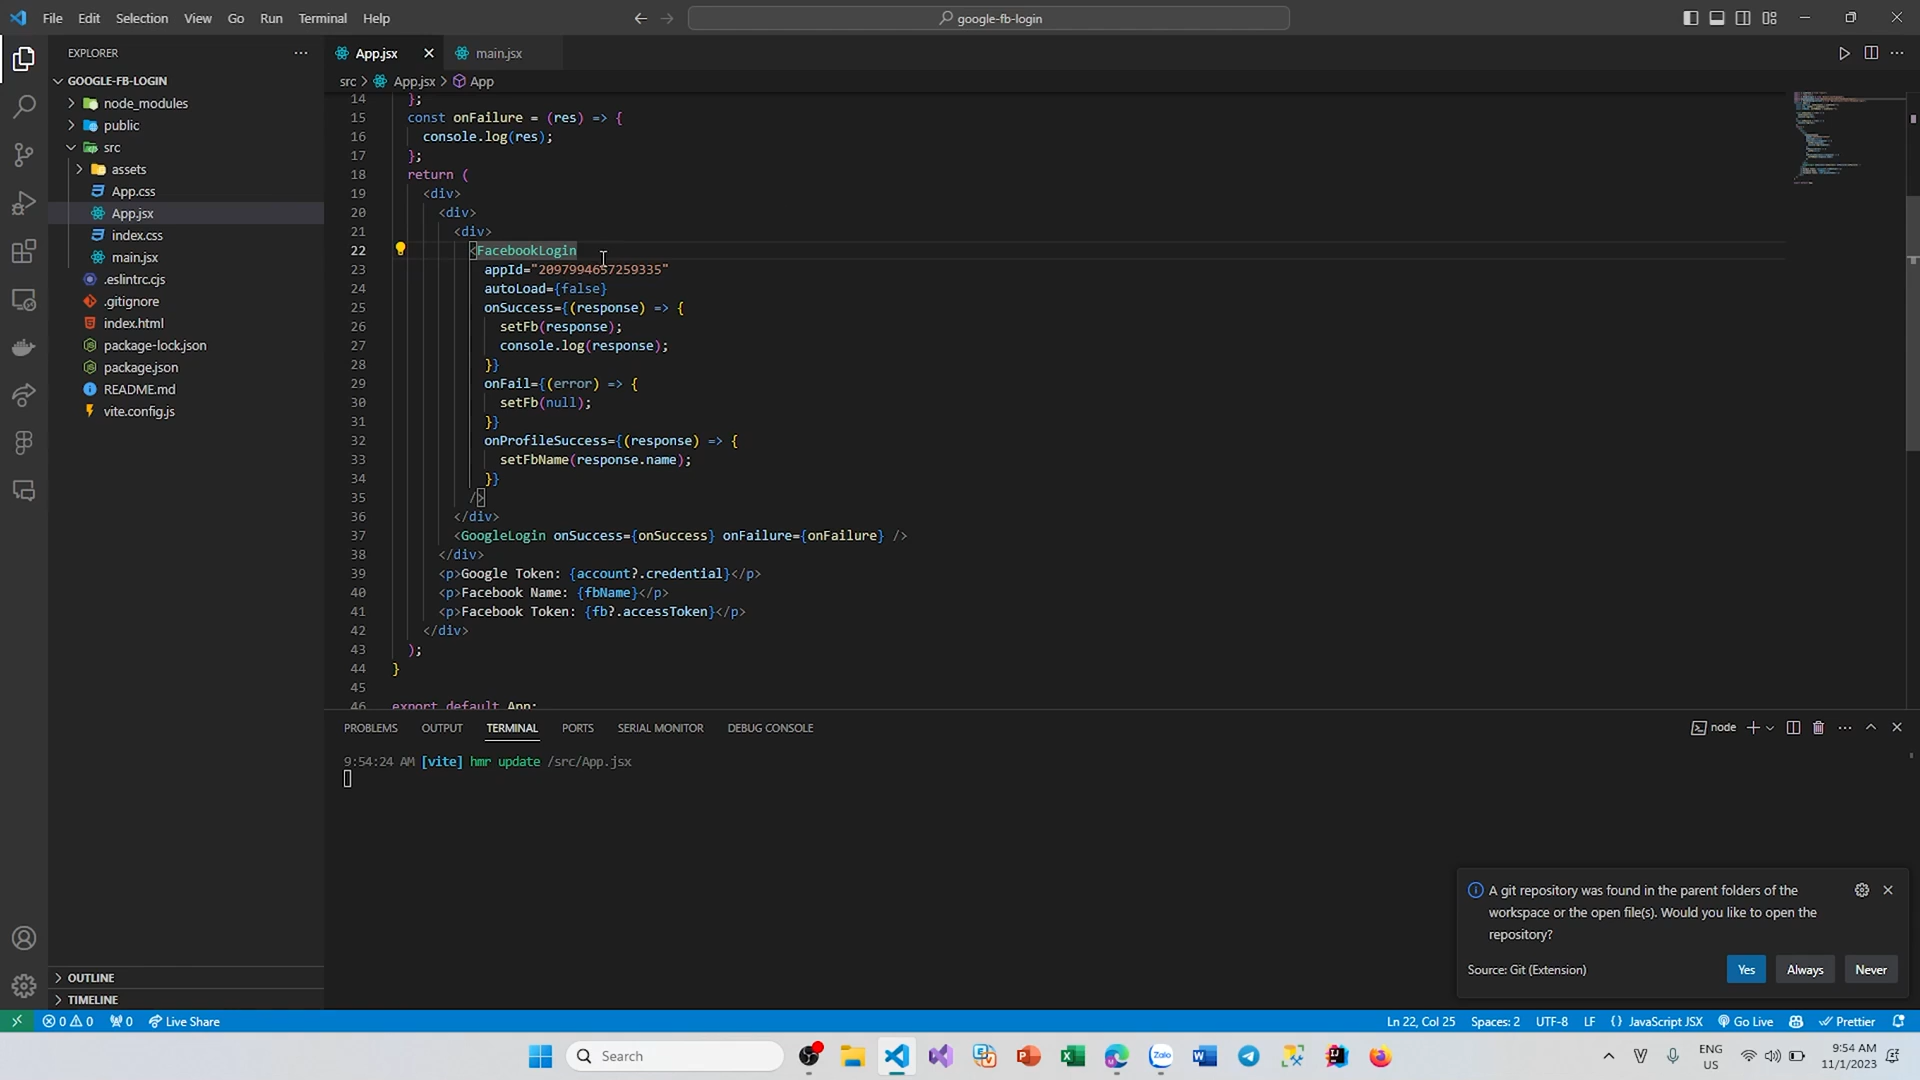 File Edit Selection View Go Run Terminal Help
google-fb-login
EXPLORER
GOOGLE-FB-LOGIN
node_modules
public
src
assets
App.css
App.jsx
index.css
main.jsx
.eslintrc.cjs
.gitignore
index.html
package-lock.json
package.json
README.md
vite.config.js
OUTLINE
TIMELINE
App.jsx main.jsx
src > App.jsx > App
14 };
15 const onFailure = (res) => {
16 console.log(res);
17 };
18 return (
19 <div>
20 <div>
21 <div>
22 <FacebookLogin
23 appId="2097994657259335"
24 autoLoad={false}
25 onSuccess={(response) => {
26 setFb(response);
27 console.log(response);
28 }}
29 onFail={(error) => {
30 setFb(null);
31 }}
32 onProfileSuccess={(response) => {
33 setFbName(response.name);
34 }}
35 />
36 </div>
37 <GoogleLogin onSuccess={onSuccess} onFailure={onFailure} />
38 </div>
39 <p>Google Token: {account?.credential}</p>
40 <p>Facebook Name: {fbName}</p>
41 <p>Facebook Token: {fb?.accessToken}</p>
42 </div>
43 );
44 }
45
46 export default App;
PROBLEMS OUTPUT TERMINAL PORTS SERIAL MONITOR DEBUG CONSOLE
node
9:54:24 AM [vite] hmr update /src/App.jsx
A git repository was found in the parent folders of the
workspace or the open file(s). Would you like to open the
repository?
Source: Git (Extension)
Yes Always Never
0 0 0 Live Share
Ln 22, Col 25 Spaces: 2 UTF-8 LF {} JavaScript JSX Go Live Prettier
Search
Zalo
ENG
US
9:54 AM
11/1/2023